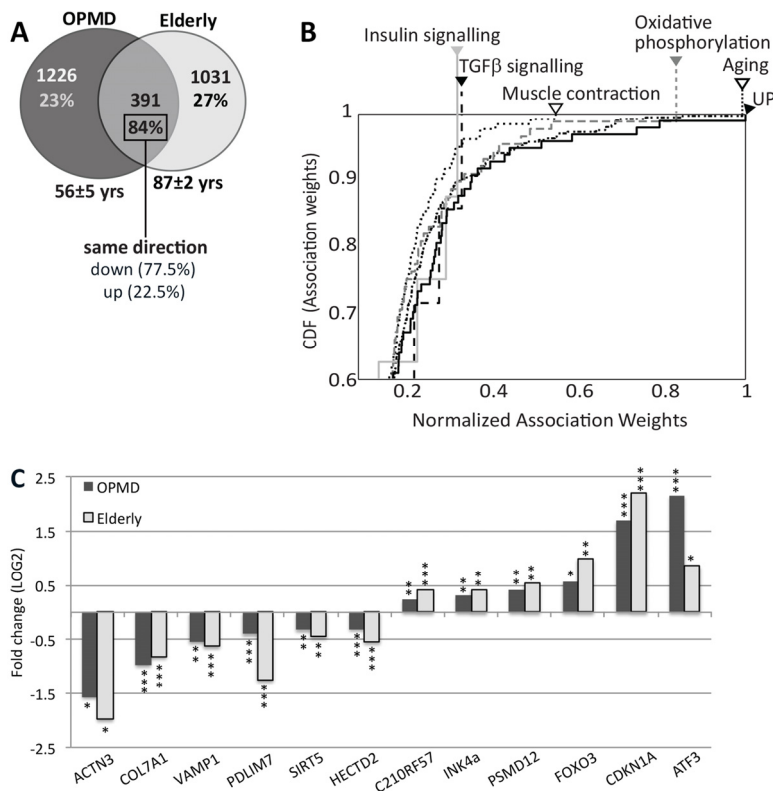 A
OPMD
Elderly
1226
23%
391
84%
1031
27%
56±5 yrs
87±2 yrs
same direction
down (77.5%)
up (22.5%)
B
Insulin signalling
TGFβ signalling
Muscle contraction
Oxidative
phosphorylation
Aging
UP
CDF (Association weights)
1
0.9
0.8
0.7
0.6
0.2
0.4
0.6
0.8
1
Normalized Association Weights
C
OPMD
Elderly
Fold change (LOG2)
2.5
1.5
0.5
-0.5
-1.5
-2.5
* * *** *** ** *** *** *** ** ** *** *** ** *** ** ** ** ** * ** *** *** *** *
ACTN3
COL7A1
VAMP1
PDLIM7
SIRT5
HECTD2
C210RF57
INK4a
PSMD12
FOXO3
CDKN1A
ATF3